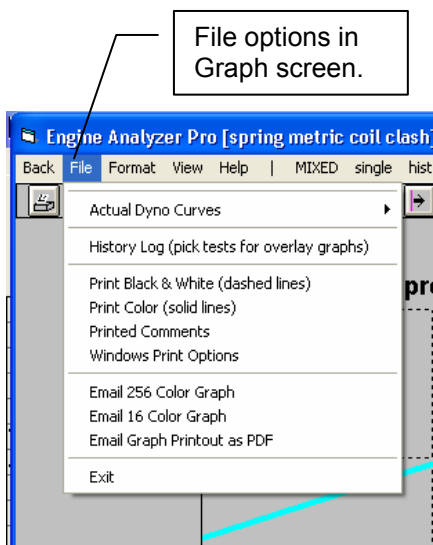 File options in
Graph screen.
Engine Analyzer Pro [spring metric coil clash]
Back File Format View Help | MIXED single hist
Actual Dyno Curves
History Log (pick tests for overlay graphs)
pr
Print Black & White (dashed lines)
Print Color (solid lines)
Printed Comments
Windows Print Options
Email 256 Color Graph
Email 16 Color Graph
Email Graph Printout as PDF
Exit